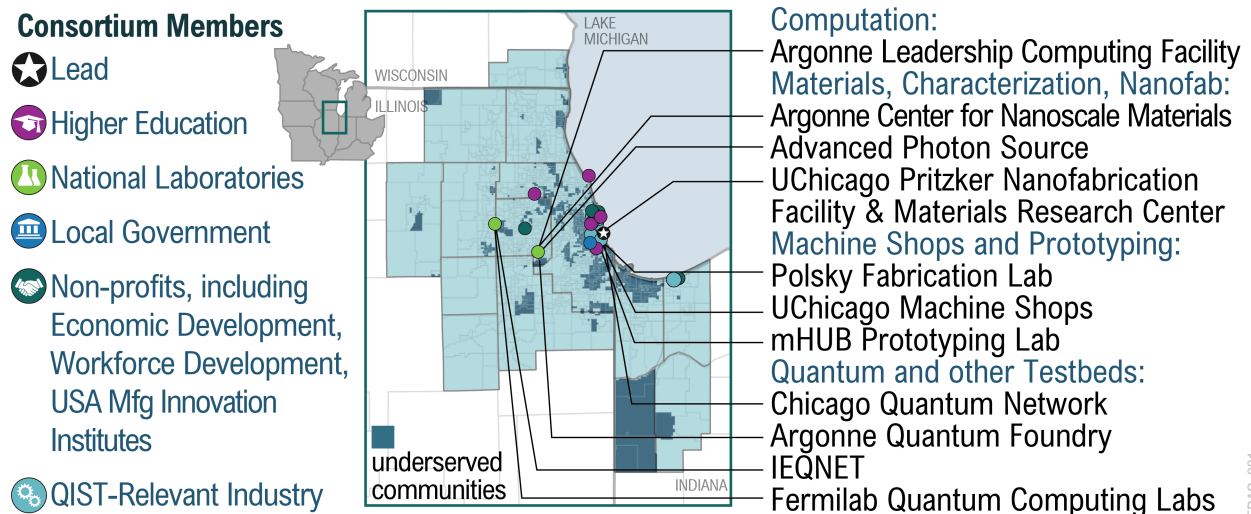 Consortium Members
Lead
Higher Education
National Laboratories
Local Government
Non-profits, including
Economic Development,
Workforce Development,
USA Mfg Innovation
Institutes
QIST-Relevant Industry
LAKE
MICHIGAN
WISCONSIN
ILLINOIS
underserved
communities
INDIANA
Computation:
Argonne Leadership Computing Facility
Materials, Characterization, Nanofab:
Argonne Center for Nanoscale Materials
Advanced Photon Source
UChicago Pritzker Nanofabrication
Facility & Materials Research Center
Machine Shops and Prototyping:
Polsky Fabrication Lab
UChicago Machine Shops
mHUB Prototyping Lab
Quantum and other Testbeds:
Chicago Quantum Network
Argonne Quantum Foundry
IEQNET
Fermilab Quantum Computing Labs